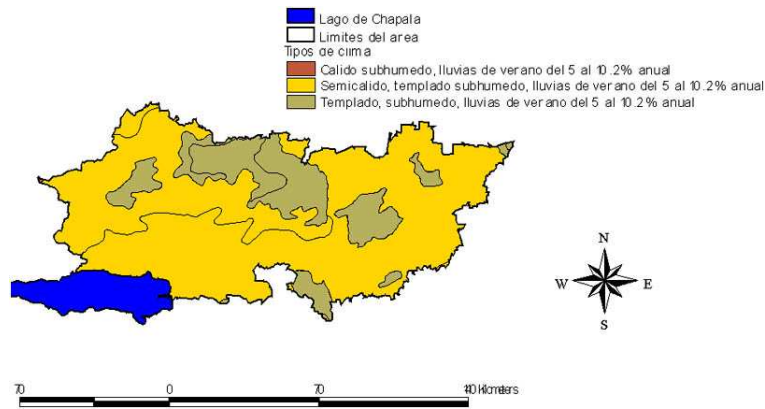 Lago de Chapala
Limites del area
Tipos de clima
Calido subhumedo, lluvias de verano del 5 al 10.2% anual
Semicalido, templado subhumedo, lluvias de verano del 5 al 10.2% anual
Templado, subhumedo, lluvias de verano del 5 al 10.2% anual
N
W E
S
70 0 70 140 Kilometers